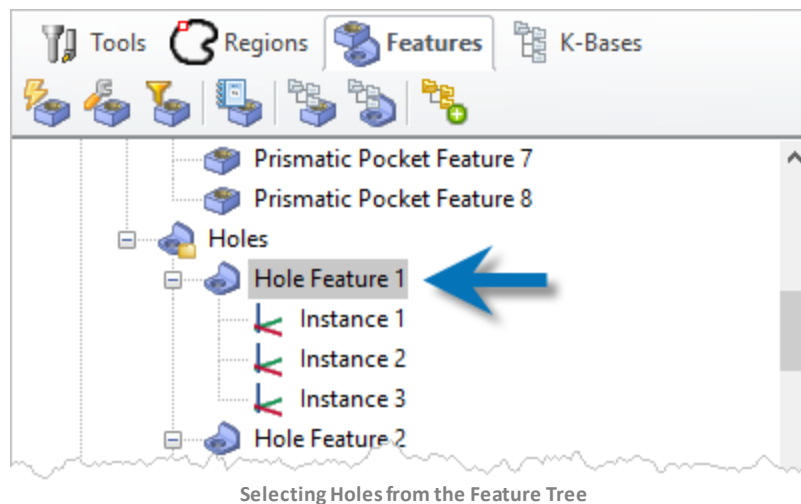 Tools Regions Features K-Bases
Prismatic Pocket Feature 7
Prismatic Pocket Feature 8
Holes
Hole Feature 1
Instance 1
Instance 2
Instance 3
Hole Feature 2
Selecting Holes from the Feature Tree